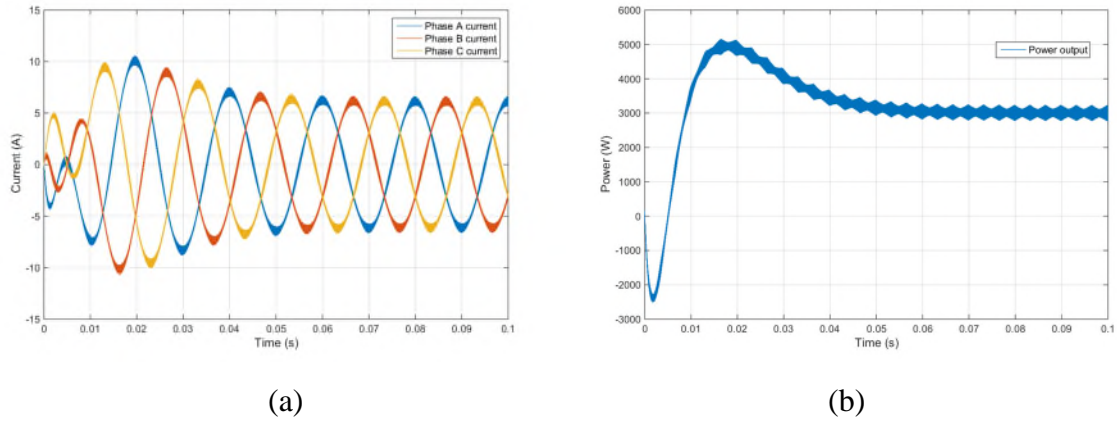 15
10
5
0
-5
-10
-15
Current (A)
0 0.01 0.02 0.03 0.04 0.05 0.06 0.07 0.08 0.09 0.1
Time (s)
Phase A current
Phase B current
Phase C current
(a)
6000
5000
4000
3000
2000
1000
0
-1000
-2000
-3000
Power (W)
0 0.01 0.02 0.03 0.04 0.05 0.06 0.07 0.08 0.09 0.1
Time (s)
Power output
(b)